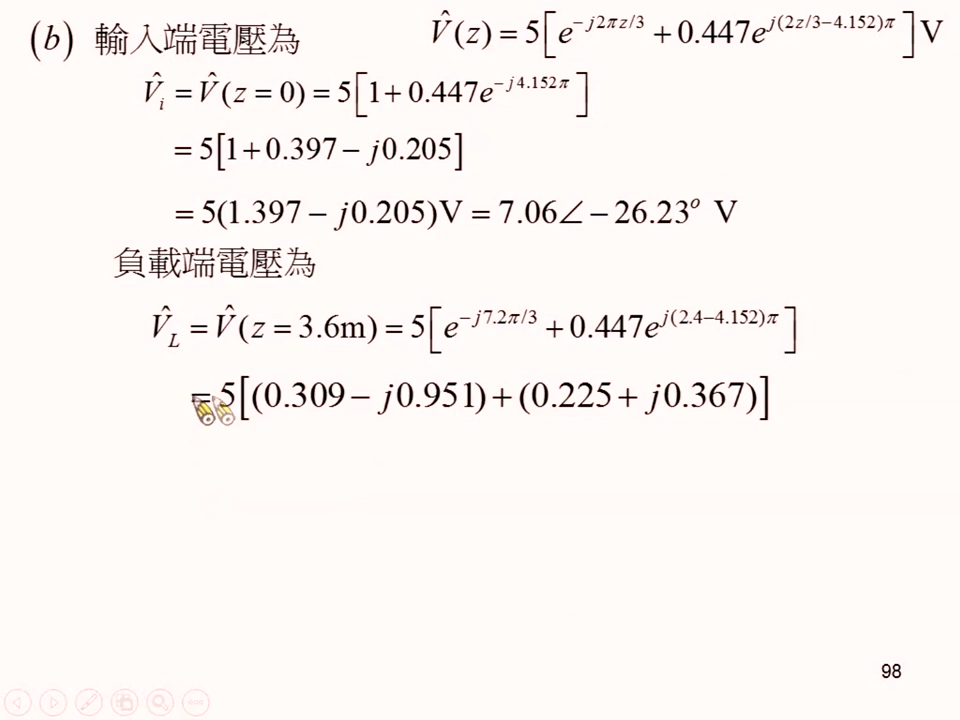 (b) 輸入端電壓為 V̂(z) = 5[e^{-j2πz/3} + 0.447e^{j(2z/3-4.152)π}]V
V̂_i = V̂(z = 0) = 5[1 + 0.447e^{-j4.152π}]
= 5[1 + 0.397 - j0.205]
= 5(1.397 - j0.205)V = 7.06∠ - 26.23° V
負載端電壓為
V̂_L = V̂(z = 3.6m) = 5[e^{-j7.2π/3} + 0.447e^{j(2.4-4.152)π}]
= 5[(0.309 - j0.951) + (0.225 + j0.367)]
98